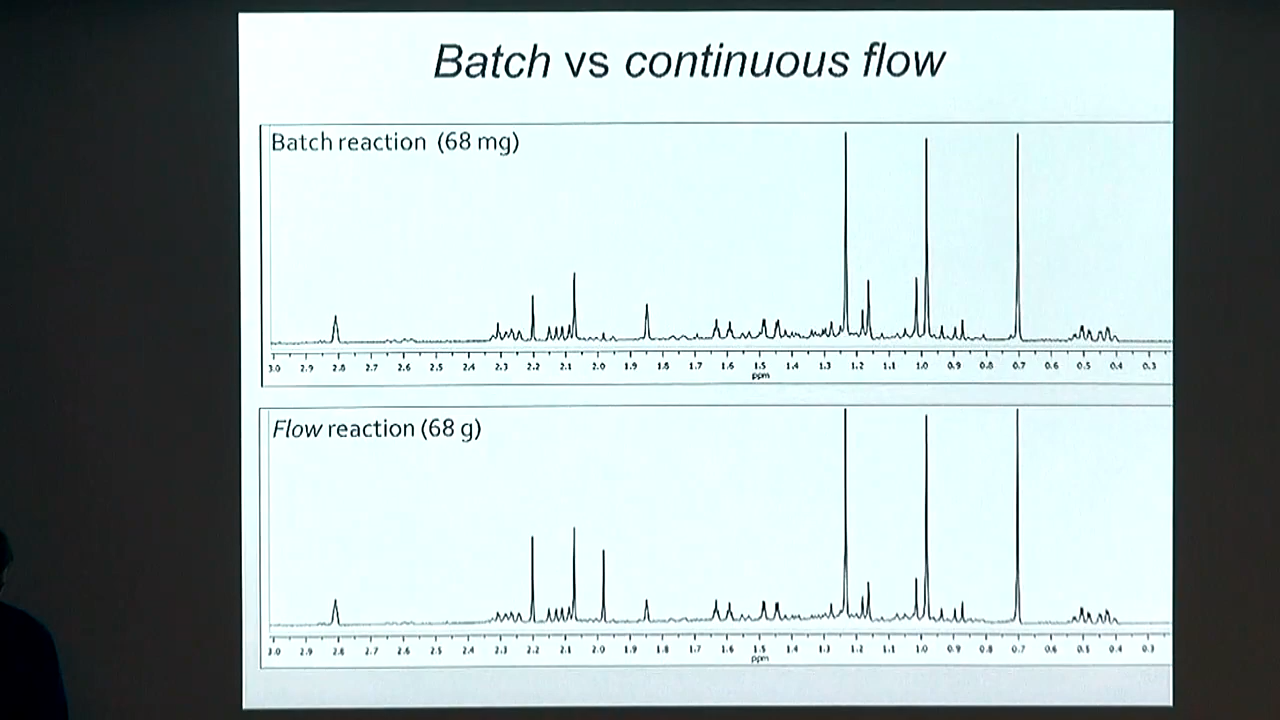 Batch vs continuous flow
Batch reaction (68 mg)
3.0 2.9 2.8 2.7 2.6 2.5 2.4 2.3 2.2 2.1 2.0 1.9 1.8 1.7 1.6 1.5 1.4 1.3 1.2 1.1 1.0 0.9 0.8 0.7 0.6 0.5 0.4 0.3
ppm
Flow reaction (68 g)
3.0 2.9 2.8 2.7 2.6 2.5 2.4 2.3 2.2 2.1 2.0 1.9 1.8 1.7 1.6 1.5 1.4 1.3 1.2 1.1 1.0 0.9 0.8 0.7 0.6 0.5 0.4 0.3
ppm